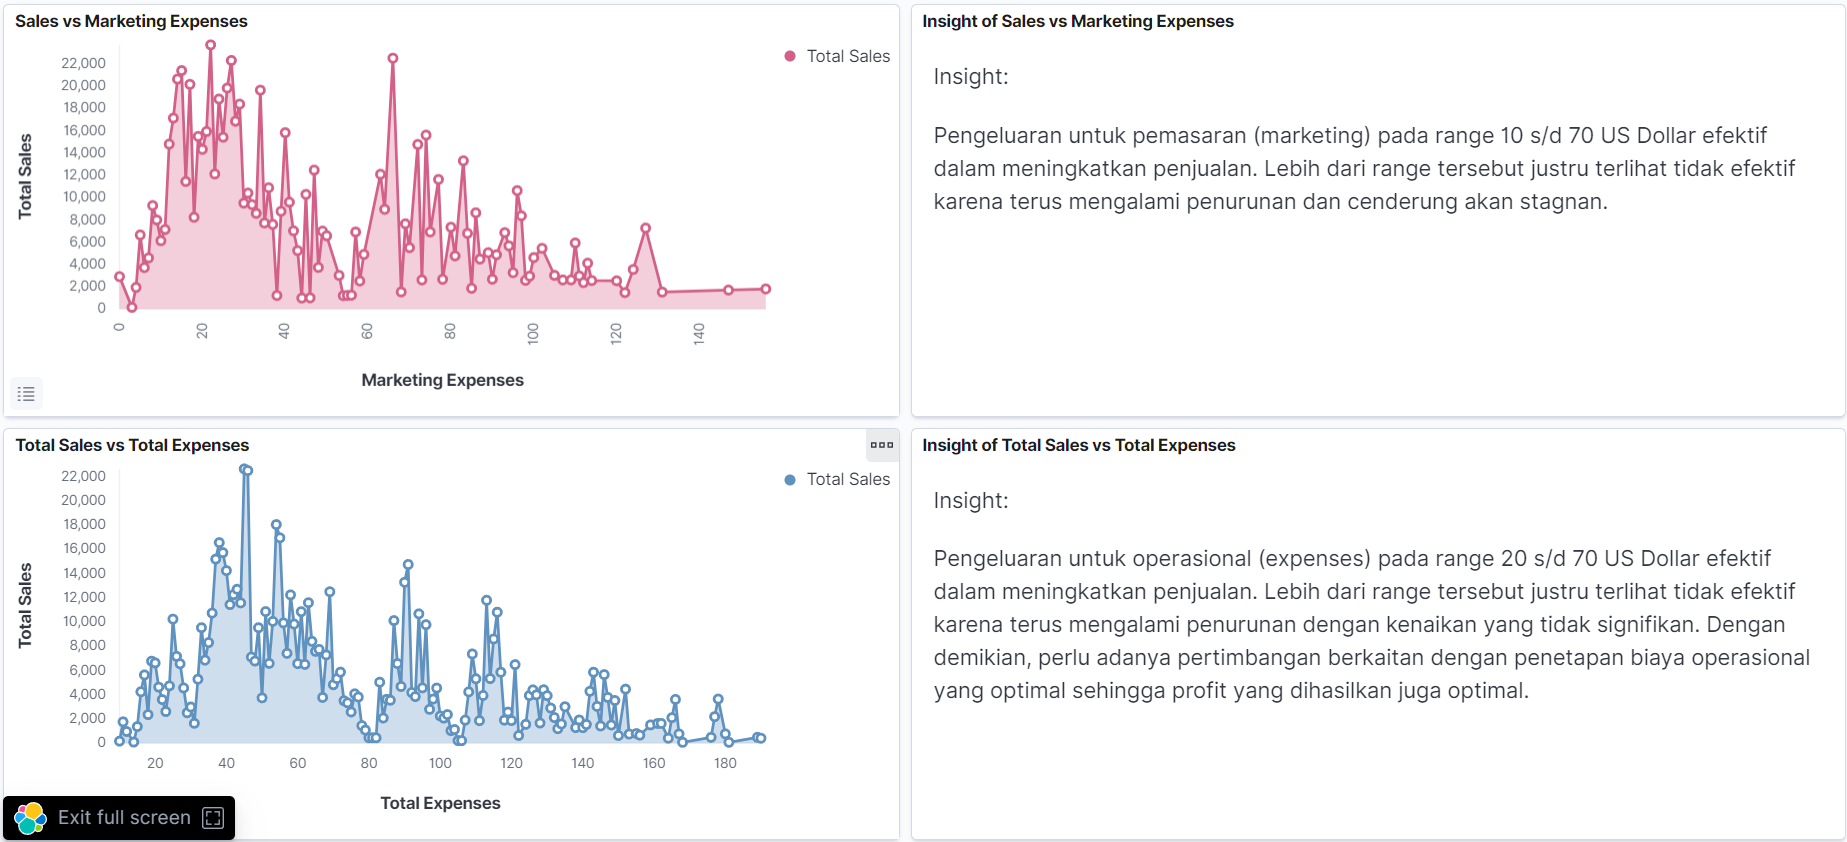 Sales vs Marketing Expenses
Total Sales
22,000
20,000
18,000
16,000
14,000
12,000
10,000
8,000
6,000
4,000
2,000
0
Total Sales
0
20
40
60
80
100
120
140
Marketing Expenses
Insight of Sales vs Marketing Expenses
Insight:
Pengeluaran untuk pemasaran (marketing) pada range 10 s/d 70 US Dollar efektif
dalam meningkatkan penjualan. Lebih dari range tersebut justru terlihat tidak efektif
karena terus mengalami penurunan dan cenderung akan stagnan.
Total Sales vs Total Expenses
Total Sales
22,000
20,000
18,000
16,000
14,000
12,000
10,000
8,000
6,000
4,000
2,000
0
Total Sales
20
40
60
80
100
120
140
160
180
Total Expenses
Exit full screen
Insight of Total Sales vs Total Expenses
Insight:
Pengeluaran untuk operasional (expenses) pada range 20 s/d 70 US Dollar efektif
dalam meningkatkan penjualan. Lebih dari range tersebut justru terlihat tidak efektif
karena terus mengalami penurunan dengan kenaikan yang tidak signifikan. Dengan
demikian, perlu adanya pertimbangan berkaitan dengan penetapan biaya operasional
yang optimal sehingga profit yang dihasilkan juga optimal.